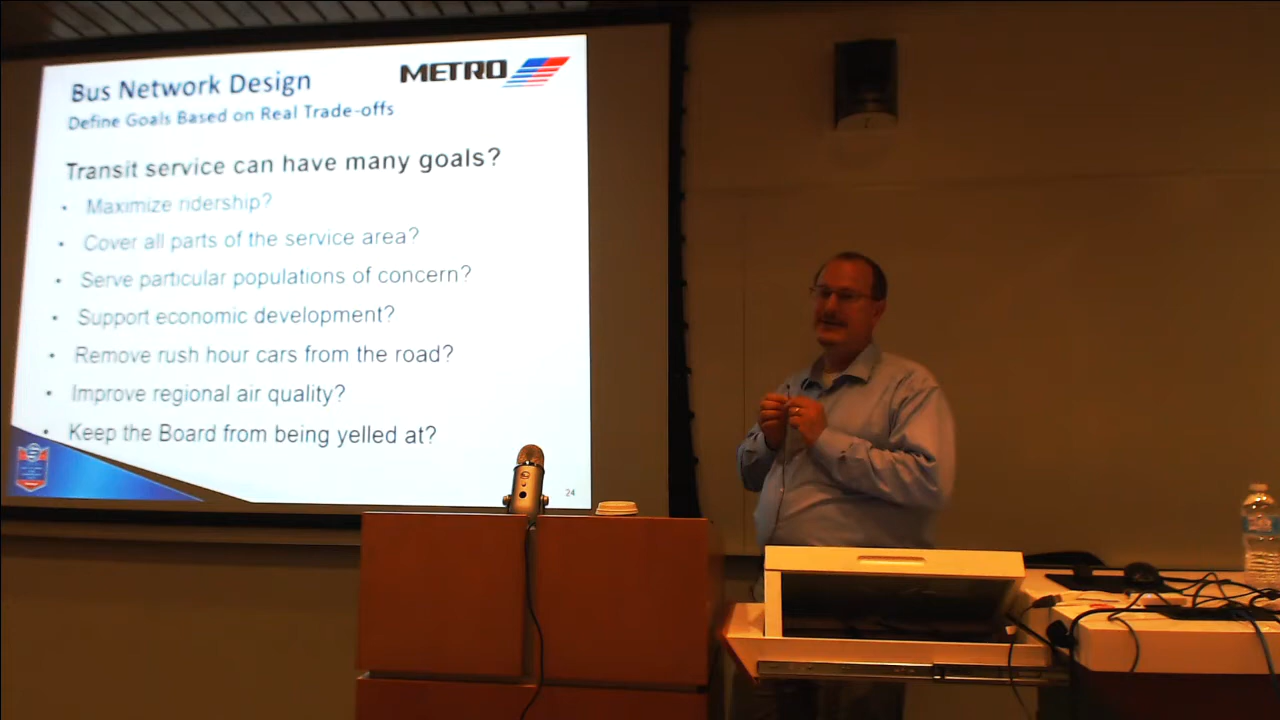 Bus Network Design
METRO
Define Goals Based on Real Trade-offs
Transit service can have many goals?
• Maximize ridership?
• Cover all parts of the service area?
• Serve particular populations of concern?
• Support economic development?
• Remove rush hour cars from the road?
• Improve regional air quality?
• Keep the Board from being yelled at?
24